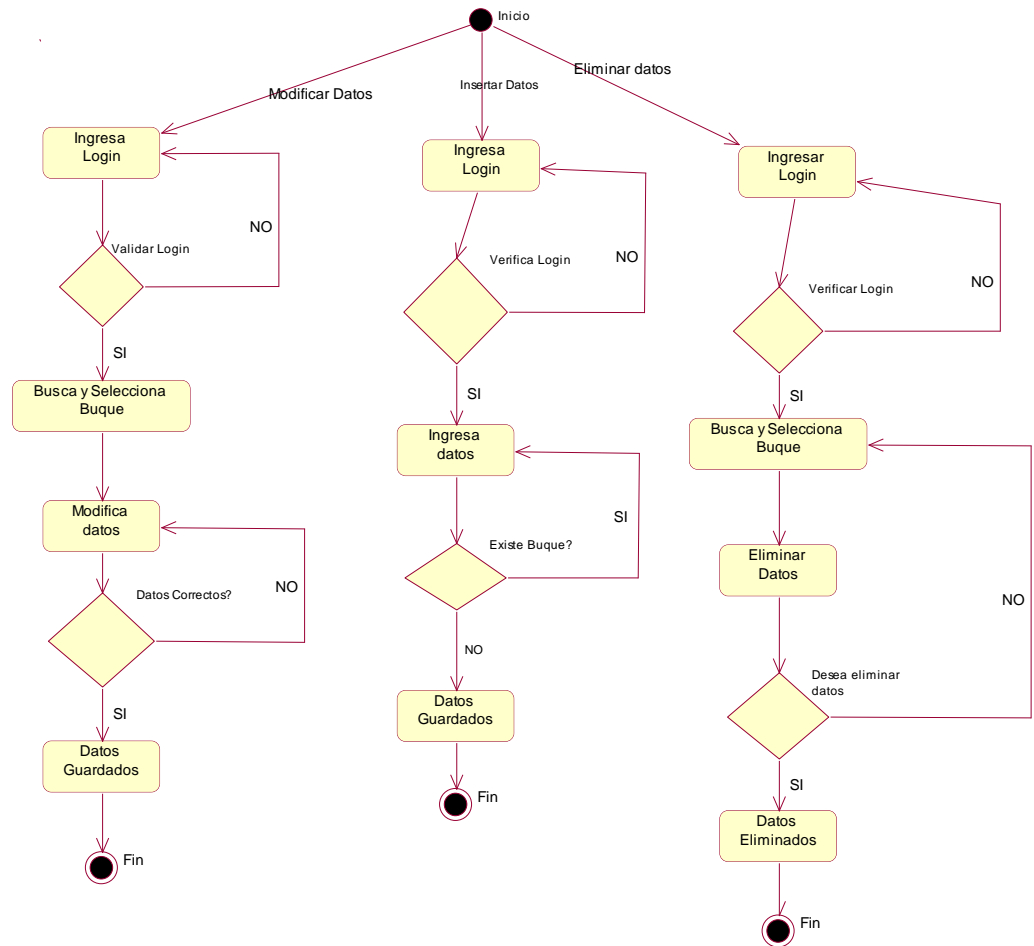 Inicio
Modificar Datos
Insertar Datos
Eliminar datos
Ingresa
Login
NO
Validar Login
SI
Busca y Selecciona
Buque
Modifica
datos
Datos Correctos?
NO
SI
Datos
Guardados
Fin
Ingresa
Login
Verifica Login
NO
SI
Ingresa
datos
SI
Existe Buque?
NO
Datos
Guardados
Fin
Ingresar
Login
Verificar Login
NO
SI
Busca y Selecciona
Buque
Eliminar
Datos
NO
Desea eliminar
datos
SI
Datos
Eliminados
Fin